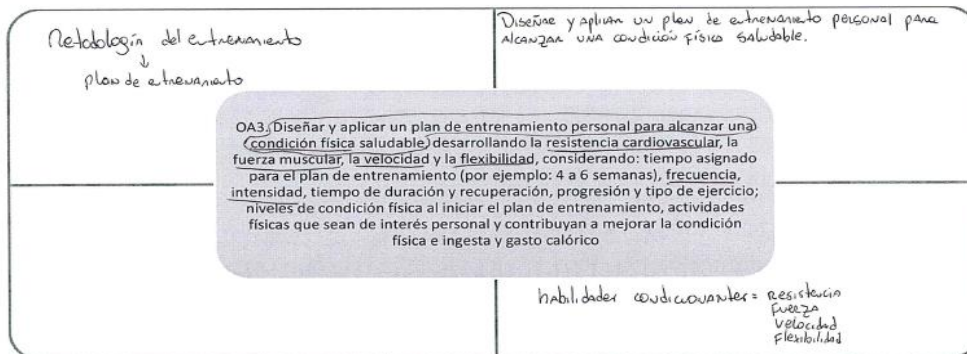 Metodologín del entrenamiento
↓
plan de entrenamiento
Diseñar y aplicar un plan de entrenamiento personal para
alcanzar una condición física saludable.
OA3. Diseñar y aplicar un plan de entrenamiento personal para alcanzar una
condición física saludable desarrollando la resistencia cardiovascular, la
fuerza muscular, la velocidad y la flexibilidad, considerando: tiempo asignado
para el plan de entrenamiento (por ejemplo: 4 a 6 semanas), frecuencia,
intensidad, tiempo de duración y recuperación, progresión y tipo de ejercicio;
niveles de condición física al iniciar el plan de entrenamiento, actividades
físicas que sean de interés personal y contribuyan a mejorar la condición
física e ingesta y gasto calórico
habilidades condicionantes = Resistencia
Fuerza
Velocidad
Flexibilidad